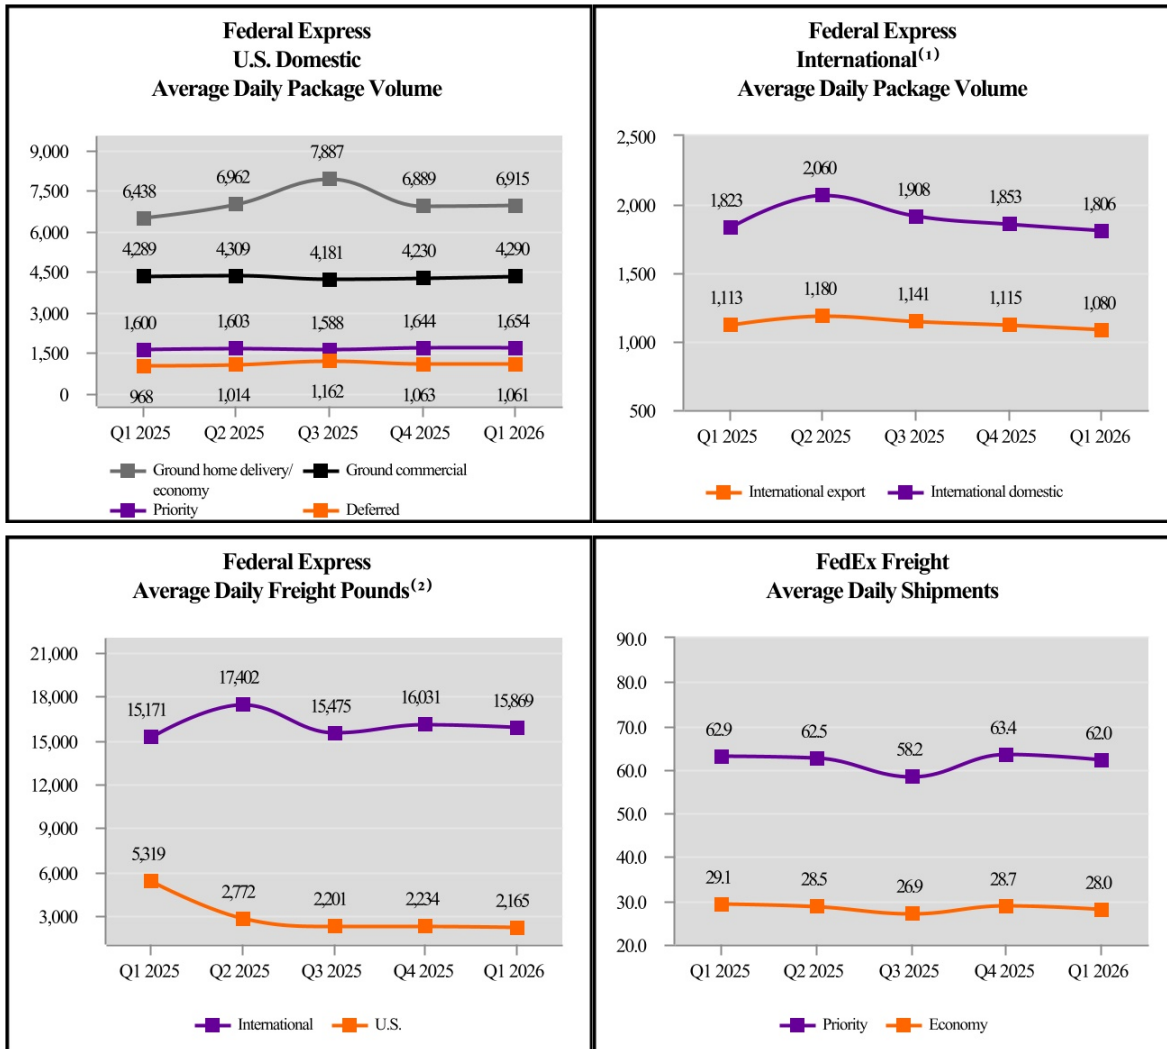 Federal Express
U.S. Domestic
Average Daily Package Volume
9,000
7,500
6,000
4,500
3,000
1,500
0
6,438
6,962
7,887
6,889
6,915
4,289
4,309
4,181
4,230
4,290
1,600
1,603
1,588
1,644
1,654
968
1,014
1,162
1,063
1,061
Q1 2025
Q2 2025
Q3 2025
Q4 2025
Q1 2026
Ground home delivery/
economy
Ground commercial
Priority
Deferred
Federal Express
International⁽¹⁾
Average Daily Package Volume
2,500
2,000
1,500
1,000
500
1,823
2,060
1,908
1,853
1,806
1,113
1,180
1,141
1,115
1,080
Q1 2025
Q2 2025
Q3 2025
Q4 2025
Q1 2026
International export
International domestic
Federal Express
Average Daily Freight Pounds⁽²⁾
21,000
18,000
15,000
12,000
9,000
6,000
3,000
15,171
17,402
15,475
16,031
15,869
5,319
2,772
2,201
2,234
2,165
Q1 2025
Q2 2025
Q3 2025
Q4 2025
Q1 2026
International
U.S.
FedEx Freight
Average Daily Shipments
90.0
80.0
70.0
60.0
50.0
40.0
30.0
20.0
62.9
62.5
58.2
63.4
62.0
29.1
28.5
26.9
28.7
28.0
Q1 2025
Q2 2025
Q3 2025
Q4 2025
Q1 2026
Priority
Economy